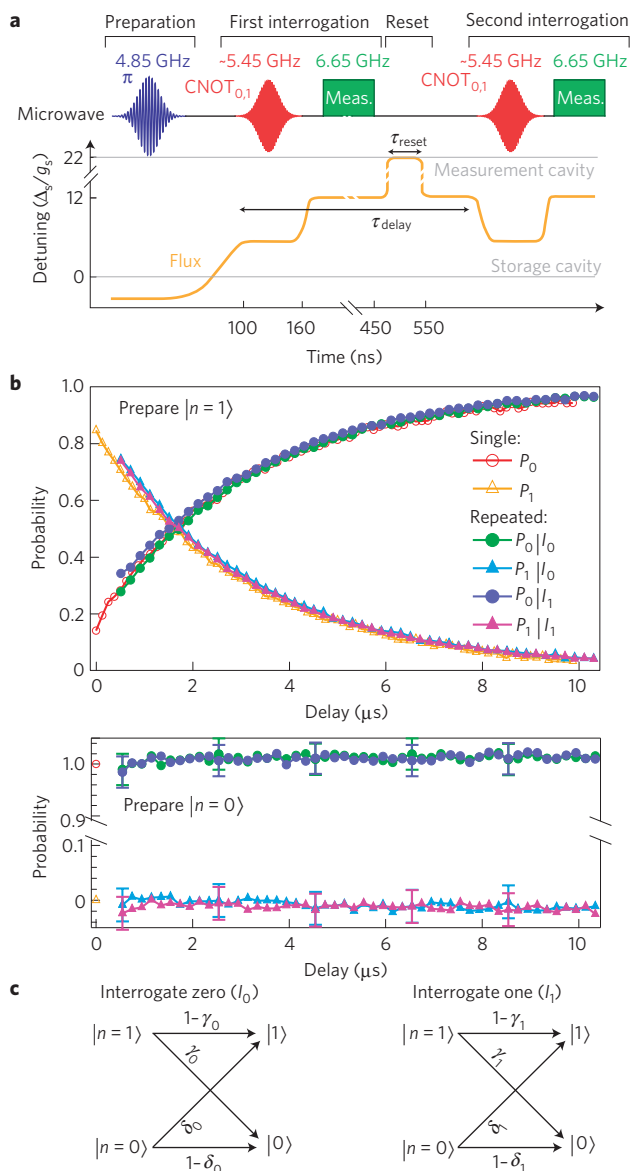 a
Preparation First interrogation Reset Second interrogation
4.85 GHz ~5.45 GHz 6.65 GHz ~5.45 GHz 6.65 GHz
π CNOT0,1 CNOT0,1
Microwave Meas. Meas.
τreset
22
Measurement cavity
12
τdelay
Detuning (Δs/gs)
Flux
0
Storage cavity
100 160 450 550
Time (ns)
b
1.0
Prepare |n = 1⟩
0.8
0.6
0.4
0.2
0
Probability
Single:
P0
P1
Repeated:
P0|I0
P1|I0
P0|I1
P1|I1
0 2 4 6 8 10
Delay (μs)
1.0
Prepare |n = 0⟩
0.9
0.1
0
Probability
0 2 4 6 8 10
Delay (μs)
c
Interrogate zero (I0) Interrogate one (I1)
1−γ0 1−γ1
|n = 1⟩ |1⟩ |n = 1⟩ |1⟩
γ0 γ1
δ0 δ1
|n = 0⟩ |0⟩ |n = 0⟩ |0⟩
1−δ0 1−δ1